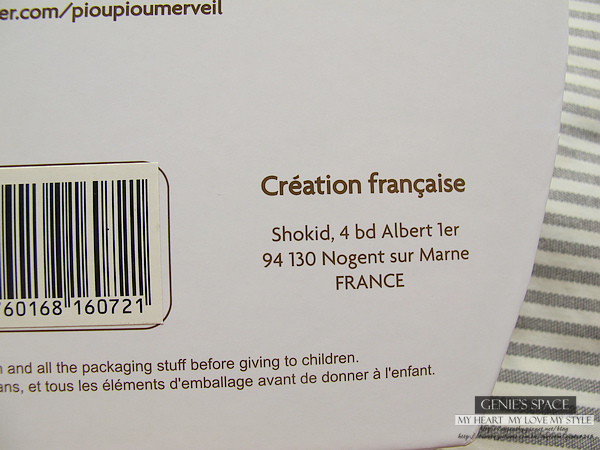 er.com/pioupioumerveil
Création française
Shokid, 4 bd Albert 1er
94 130 Nogent sur Marne
FRANCE
60168 160721
and all the packaging stuff before giving to children.
ans, et tous les éléments d'emballage avant de donner à l'enfant.
GENIE'S SPACE
MY HEART MY LOVE MY STYLE